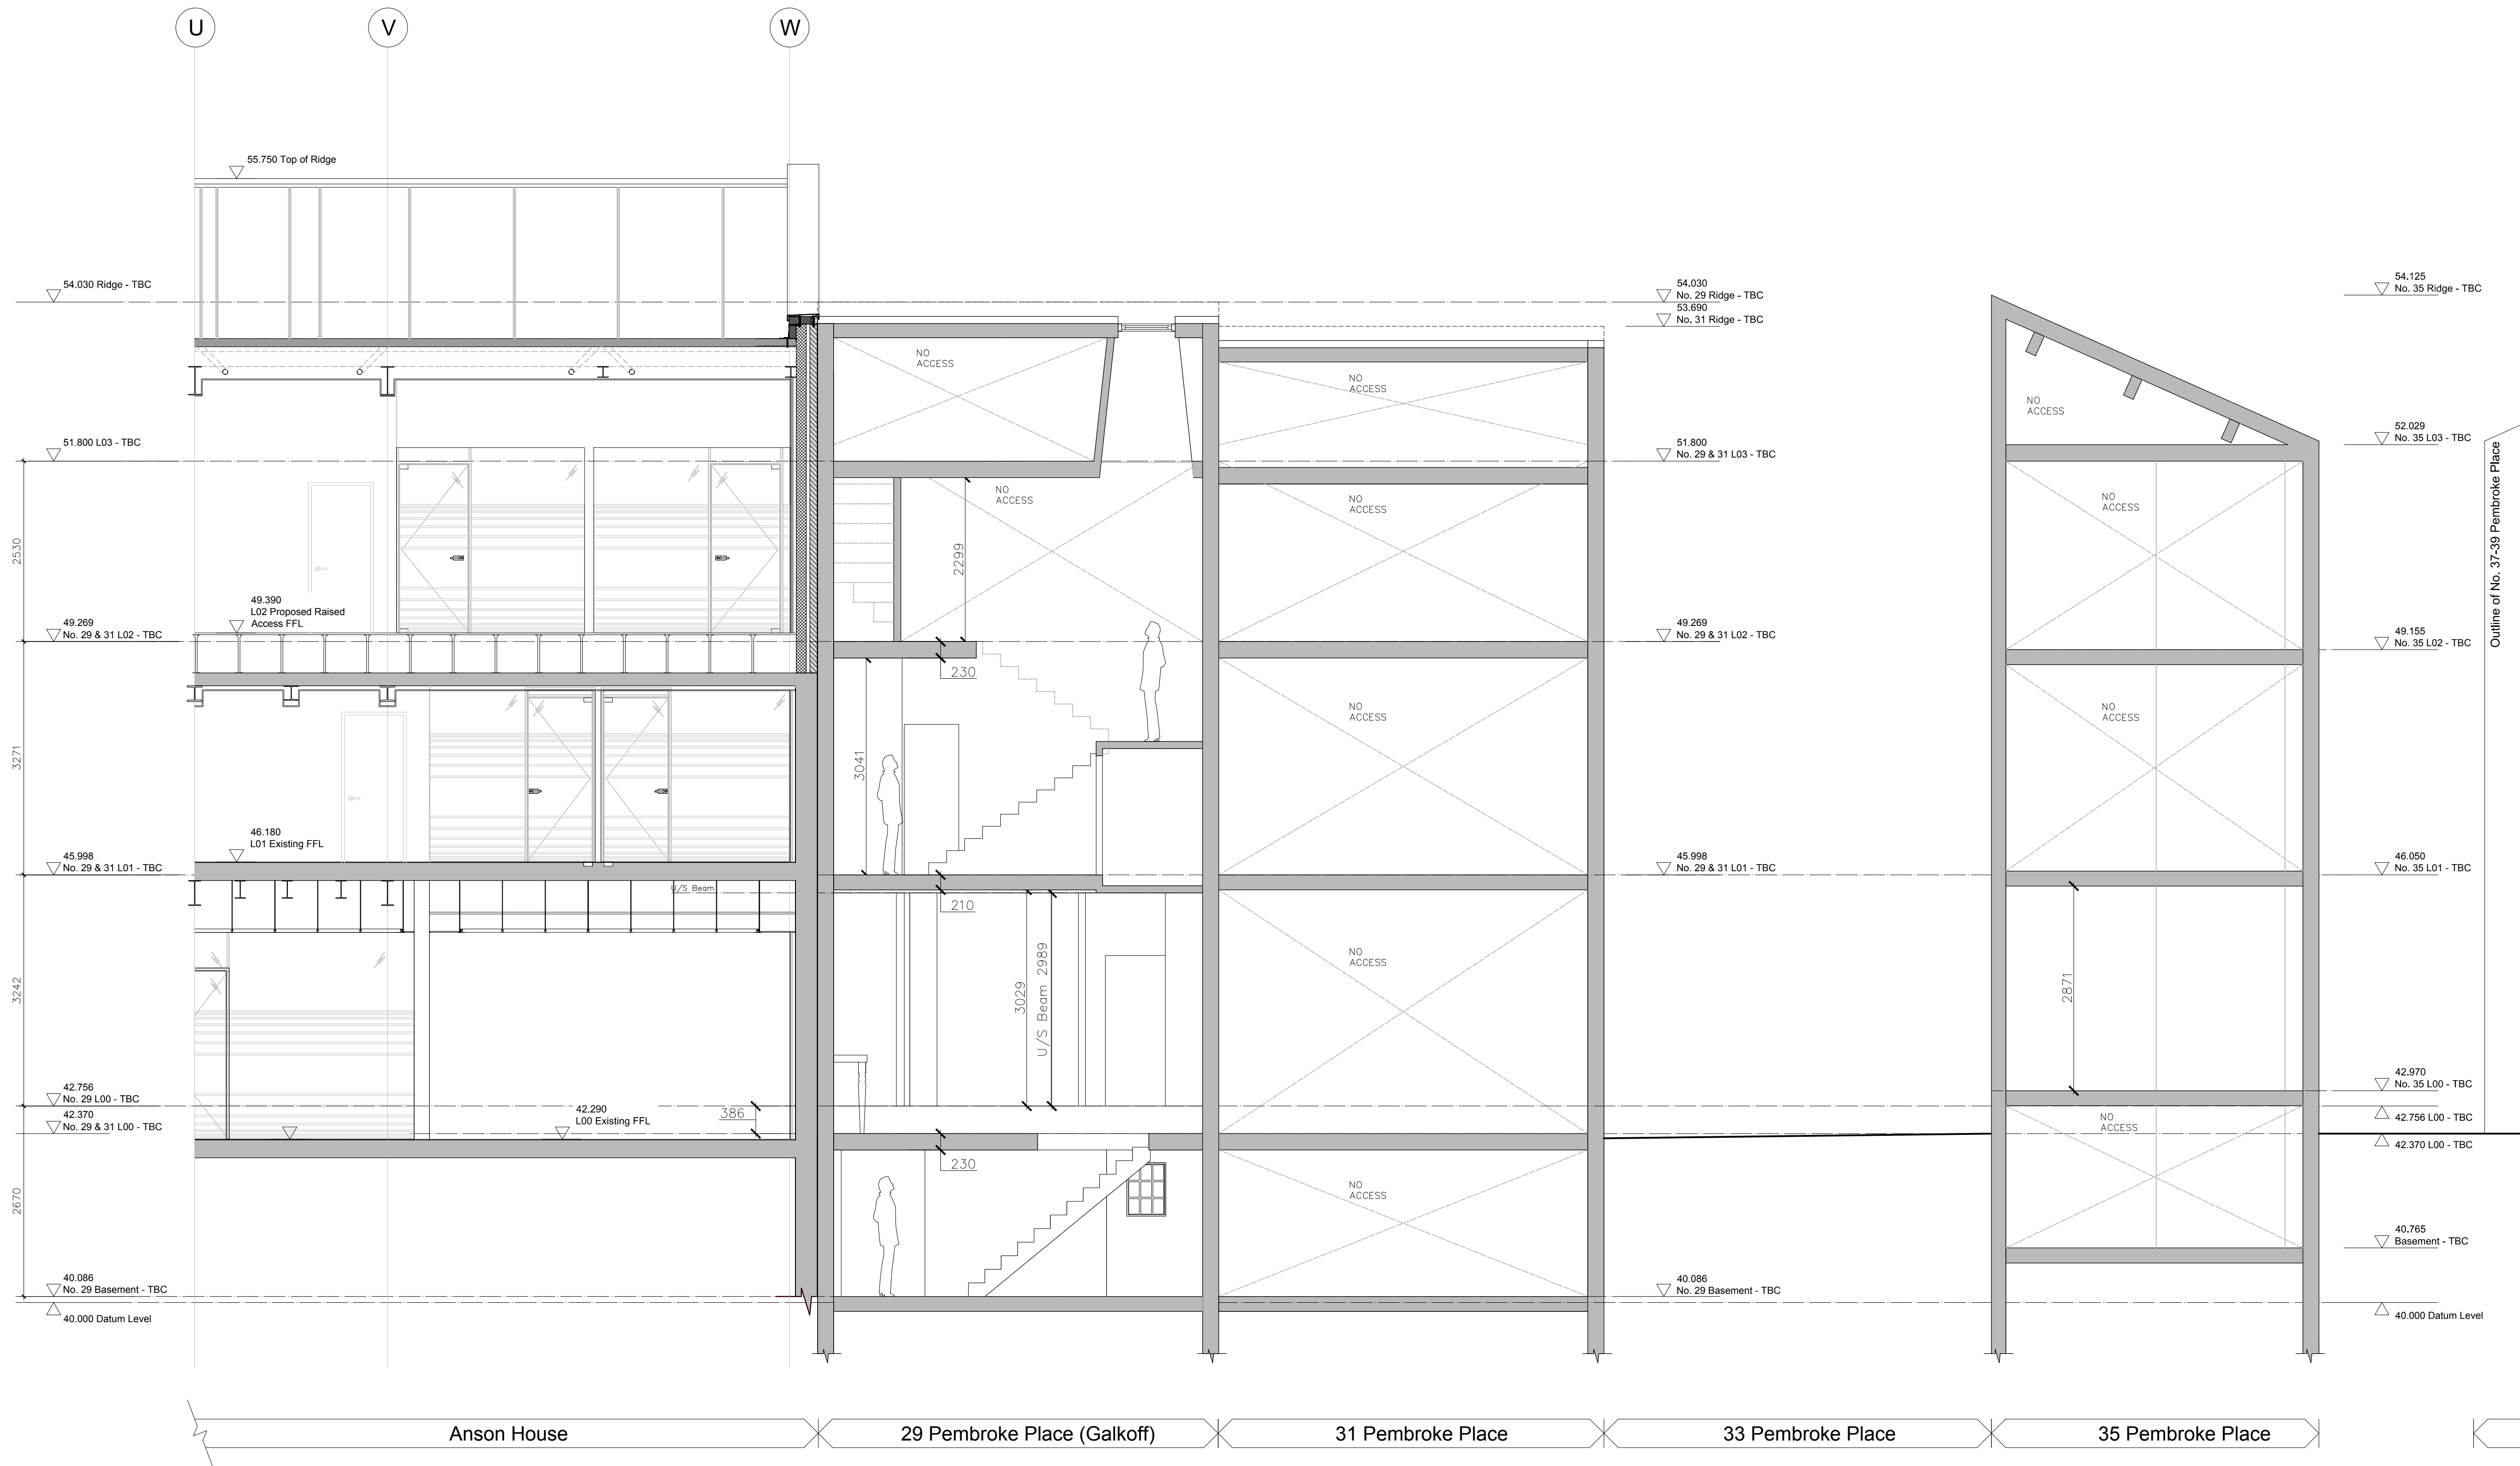 U
V
W
55.750 Top of Ridge
54.030 Ridge - TBC
54.030
No. 29 Ridge - TBC
53.690
No. 31 Ridge - TBC
54.125
No. 35 Ridge - TBC
NO
ACCESS
NO
ACCESS
NO
ACCESS
51.800 L03 - TBC
51.800
No. 29 & 31 L03 - TBC
52.029
No. 35 L03 - TBC
Outline of No. 37-39 Pembroke Place
NO
ACCESS
NO
ACCESS
NO
ACCESS
2530
2299
49.390
L02 Proposed Raised
Access FFL
49.269
No. 29 & 31 L02 - TBC
49.269
No. 29 & 31 L02 - TBC
49.155
No. 35 L02 - TBC
230
NO
ACCESS
NO
ACCESS
3271
3041
46.180
L01 Existing FFL
45.998
No. 29 & 31 L01 - TBC
45.998
No. 29 & 31 L01 - TBC
46.050
No. 35 L01 - TBC
U/S Beam
210
NO
ACCESS
3242
3029
U/S Beam 2989
2871
42.756
No. 29 L00 - TBC
42.370
No. 29 & 31 L00 - TBC
42.290
L00 Existing FFL
386
42.970
No. 35 L00 - TBC
42.756 L00 - TBC
42.370 L00 - TBC
NO
ACCESS
230
NO
ACCESS
2670
40.765
Basement - TBC
40.086
No. 29 Basement - TBC
40.086
No. 29 Basement - TBC
40.000 Datum Level
40.000 Datum Level
Anson House
29 Pembroke Place (Galkoff)
31 Pembroke Place
33 Pembroke Place
35 Pembroke Place